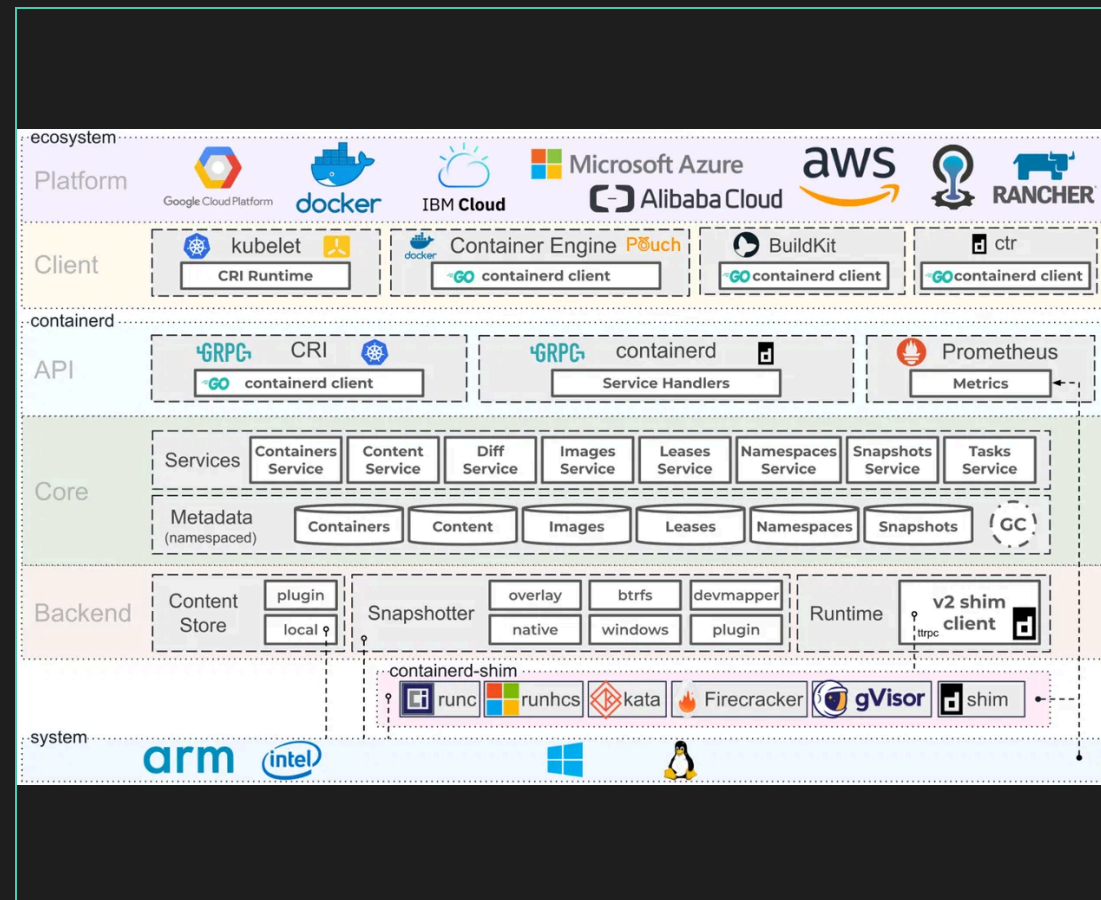 ecosystem
Platform
Google Cloud Platform
docker
IBM Cloud
Microsoft Azure
Alibaba Cloud
aws
RANCHER
Client
kubelet
CRI Runtime
docker
Container Engine
Pouch
GO containerd client
BuildKit
GO containerd client
ctr
GO containerd client
containerd
API
GRPC
CRI
GO containerd client
GRPC
containerd
Service Handlers
Prometheus
Metrics
Core
Services
Containers
Service
Content
Service
Diff
Service
Images
Service
Leases
Service
Namespaces
Service
Snapshots
Service
Tasks
Service
Metadata
(namespaced)
Containers
Content
Images
Leases
Namespaces
Snapshots
GC
Backend
Content
Store
plugin
local
Snapshotter
overlay
btrfs
devmapper
native
windows
plugin
Runtime
v2 shim
client
ttrpc
containerd-shim
runc
runhcs
kata
Firecracker
gVisor
shim
system
arm
intel